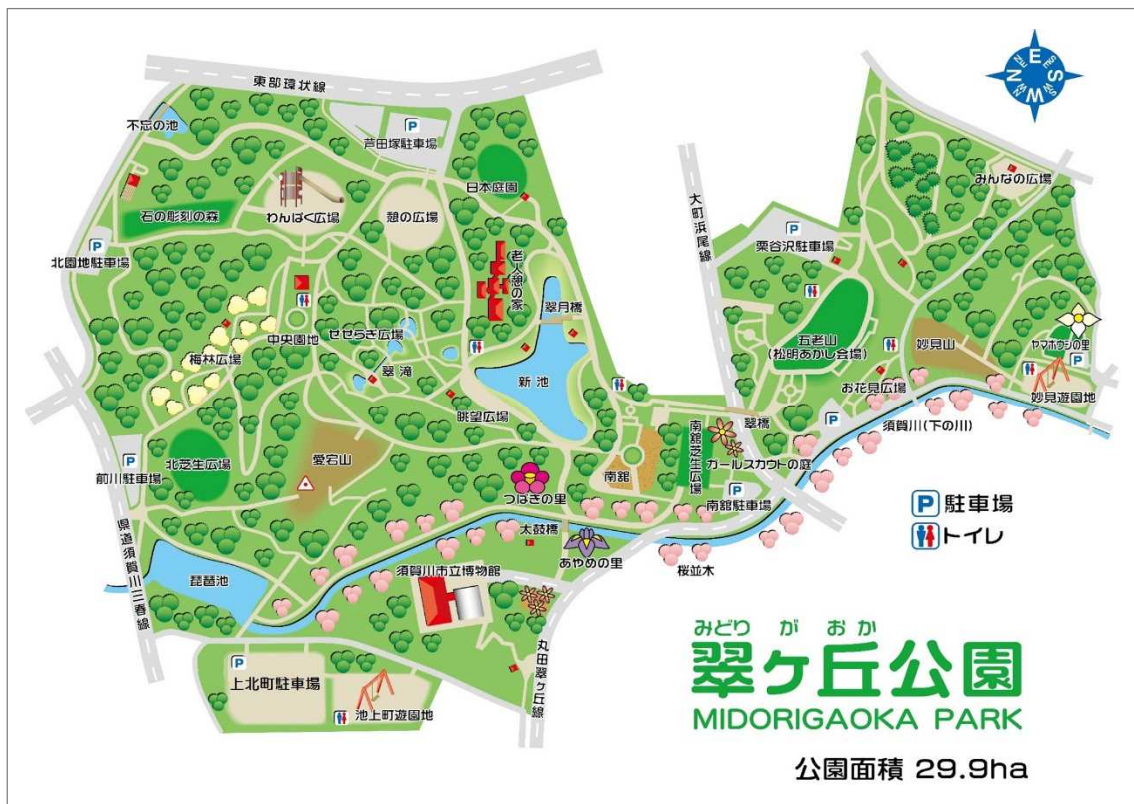 東部環状線
不忘の池
P
芦田塚駐車場
日本庭園
石の彫刻の森
わんぱく広場
憩の広場
P
北園地駐車場
老人憩の家
翠月橋
梅林広場
中央園地
せせらぎ広場
翠滝
新池
眺望広場
P
前川駐車場
北芝生広場
愛宕山
つばきの里
南舘
南舘芝生広場
ガールスカウトの庭
翠橋
P
南舘駐車場
太鼓橋
あやめの里
桜並木
須賀川市立博物館
琵琶池
県道須賀川三春線
P
上北町駐車場
池上町遊園地
丸田翠ヶ丘線
大町浜尾線
P
栗谷沢駐車場
みんなの広場
五老山
(松明あかし会場)
妙見山
ヤマボウシの里
P
妙見遊園地
お花見広場
P
須賀川(下の川)
E
S
W
N
P 駐車場
トイレ
みどり が おか
翠ヶ丘公園
MIDORIGAOKA PARK
公園面積 29.9ha